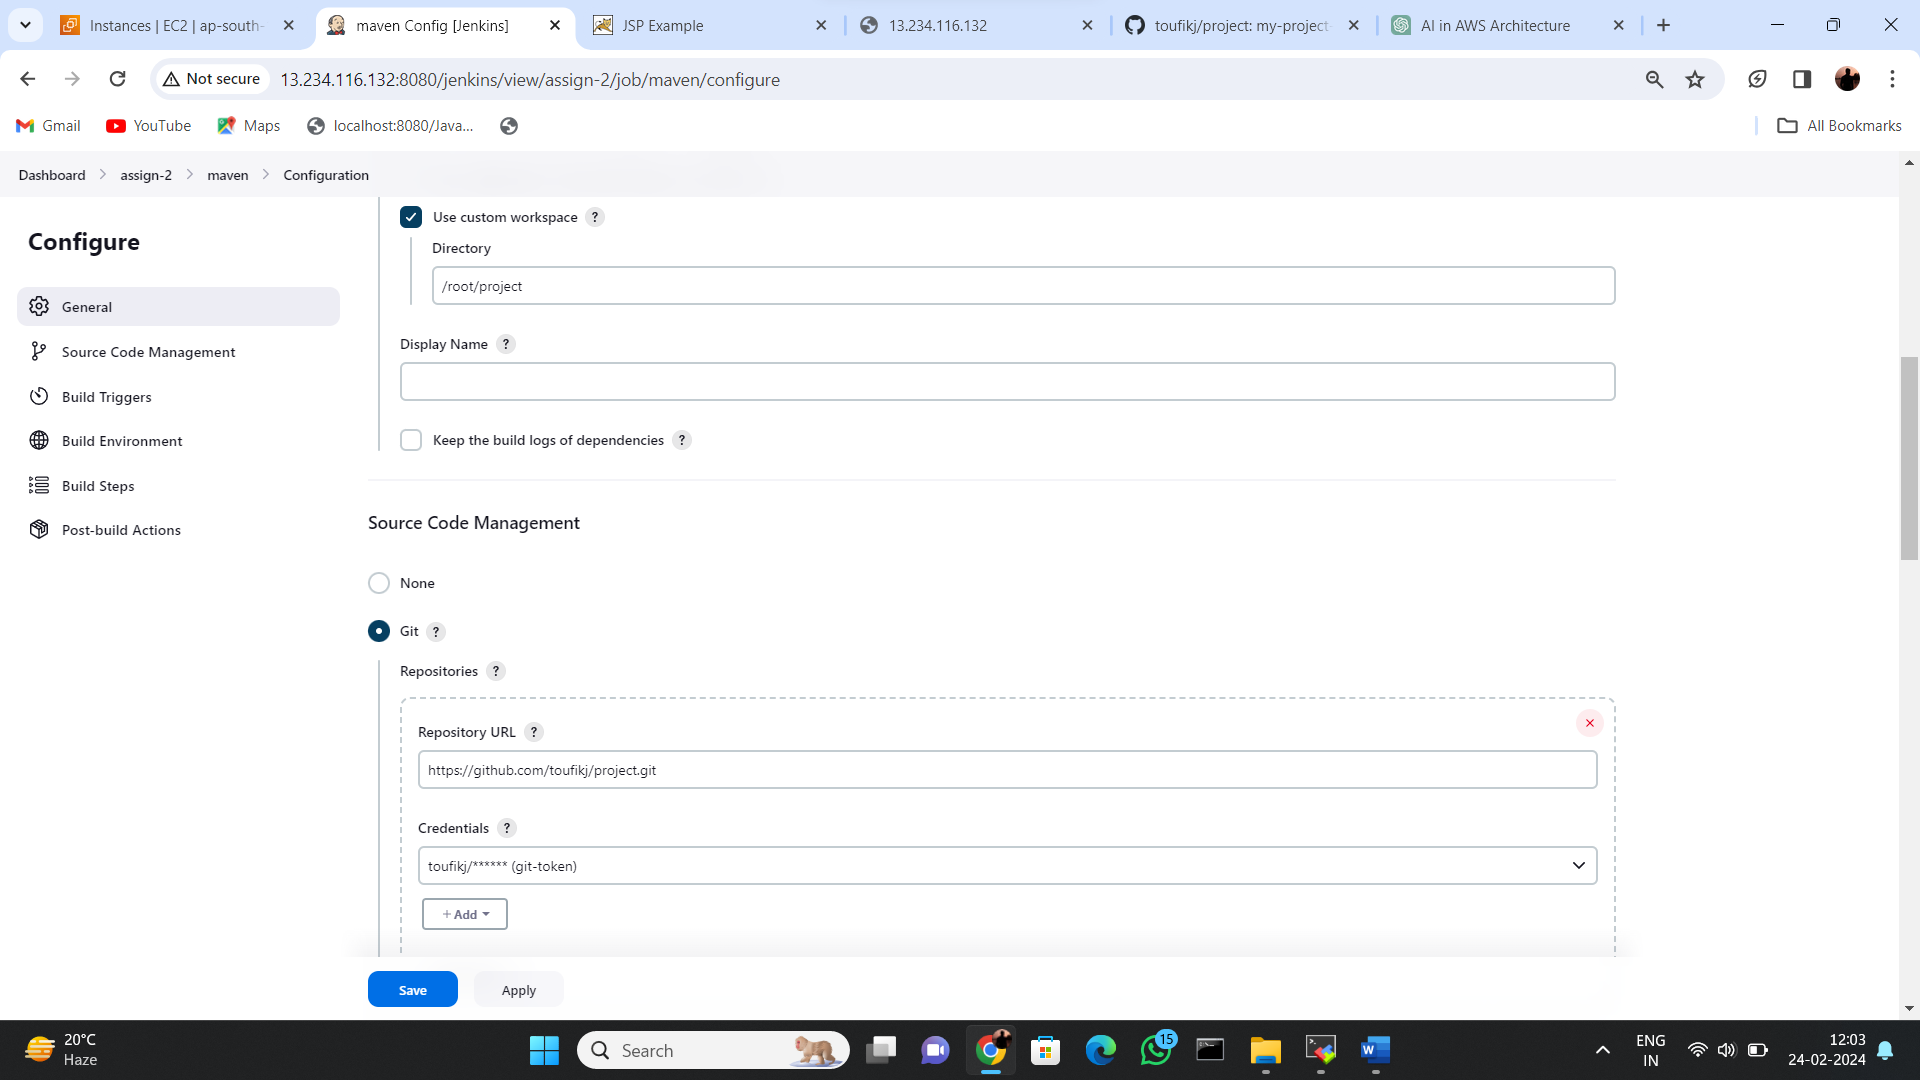 Instances | EC2 | ap-south-
maven Config [Jenkins]
JSP Example
13.234.116.132
toufikj/project: my-project-
AI in AWS Architecture
Not secure
13.234.116.132:8080/jenkins/view/assign-2/job/maven/configure
Gmail
YouTube
Maps
localhost:8080/Java...
All Bookmarks
Dashboard
assign-2
maven
Configuration
Configure
General
Source Code Management
Build Triggers
Build Environment
Build Steps
Post-build Actions
Use custom workspace ?
Directory
/root/project
Display Name ?
Keep the build logs of dependencies ?
Source Code Management
None
Git ?
Repositories ?
Repository URL ?
https://github.com/toufikj/project.git
Credentials ?
toufikj/****** (git-token)
+ Add
Save
Apply
20°C
Haze
Search
15
ENG
IN
12:03
24-02-2024